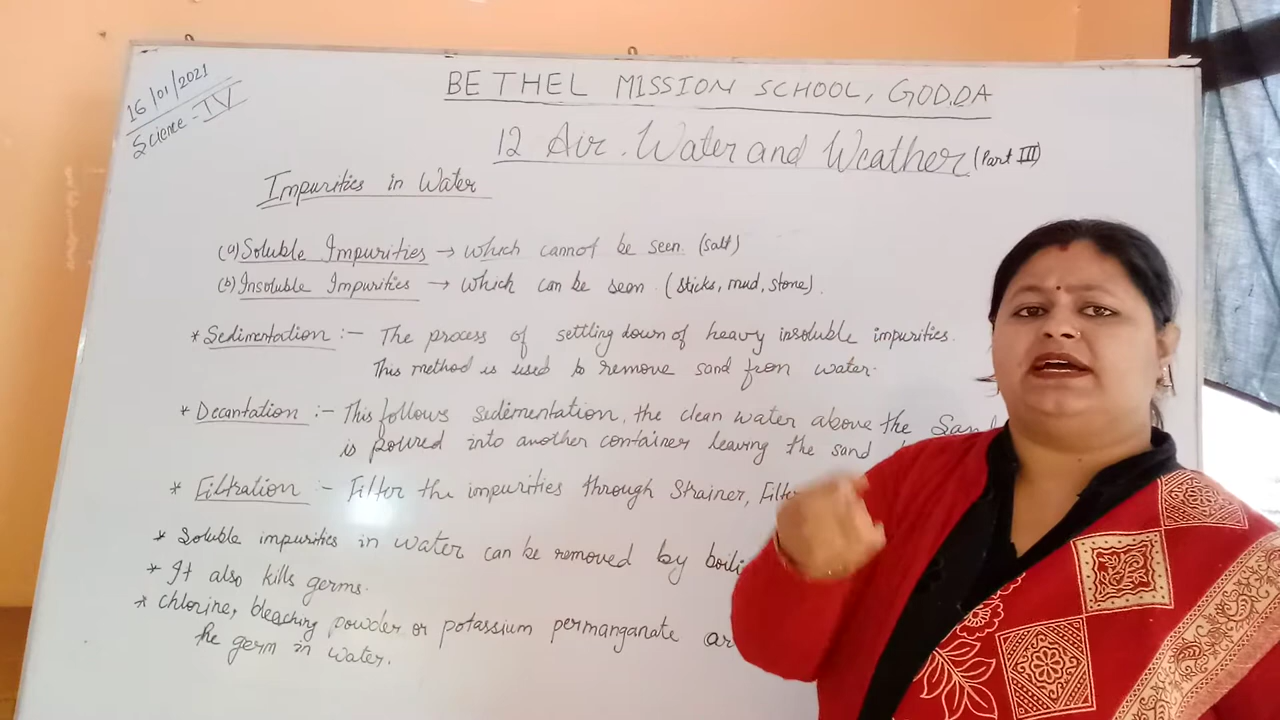 16/01/2021
Science - IV
BETHEL MISSION SCHOOL, GODDA
12 Air. Water and Weather (Part III)
Impurities in Water
(a) Soluble Impurities → which cannot be seen. (salt)
(b) Insoluble Impurities → which can be seen. (sticks, mud, stone).
* Sedimentation :- The process of settling down of heavy insoluble impurities.
This method is used to remove sand from water.
* Decantation :- This follows sedimentation, the clean water above the San
is poured into another container leaving the sand
* Filtration :- Filter the impurities through Strainer, Filte
* Soluble impurities in water can be removed by boili
* It also kills germs.
* Chlorine, bleaching powder or potassium permanganate ar
he germ in water.